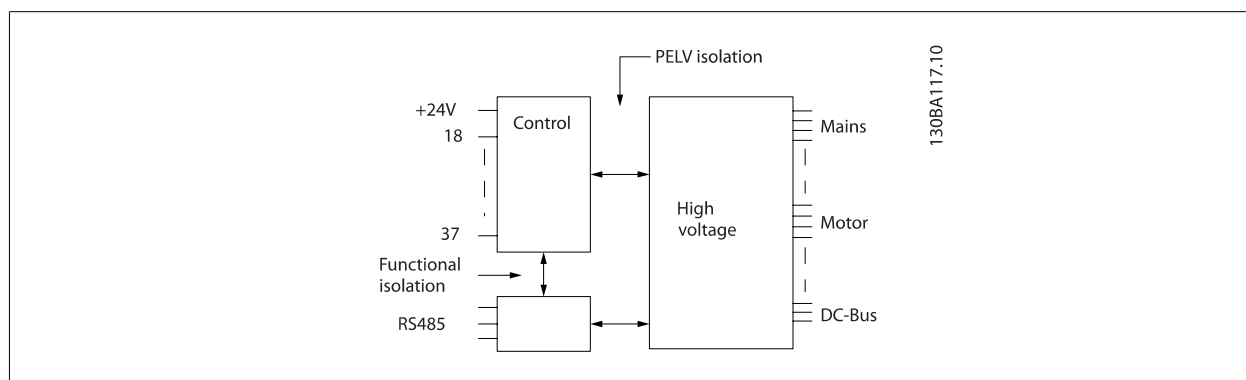 PELV isolation
130BA117.10
+24V
Control
Mains
18
High
voltage
Motor
37
Functional
isolation
RS485
DC-Bus